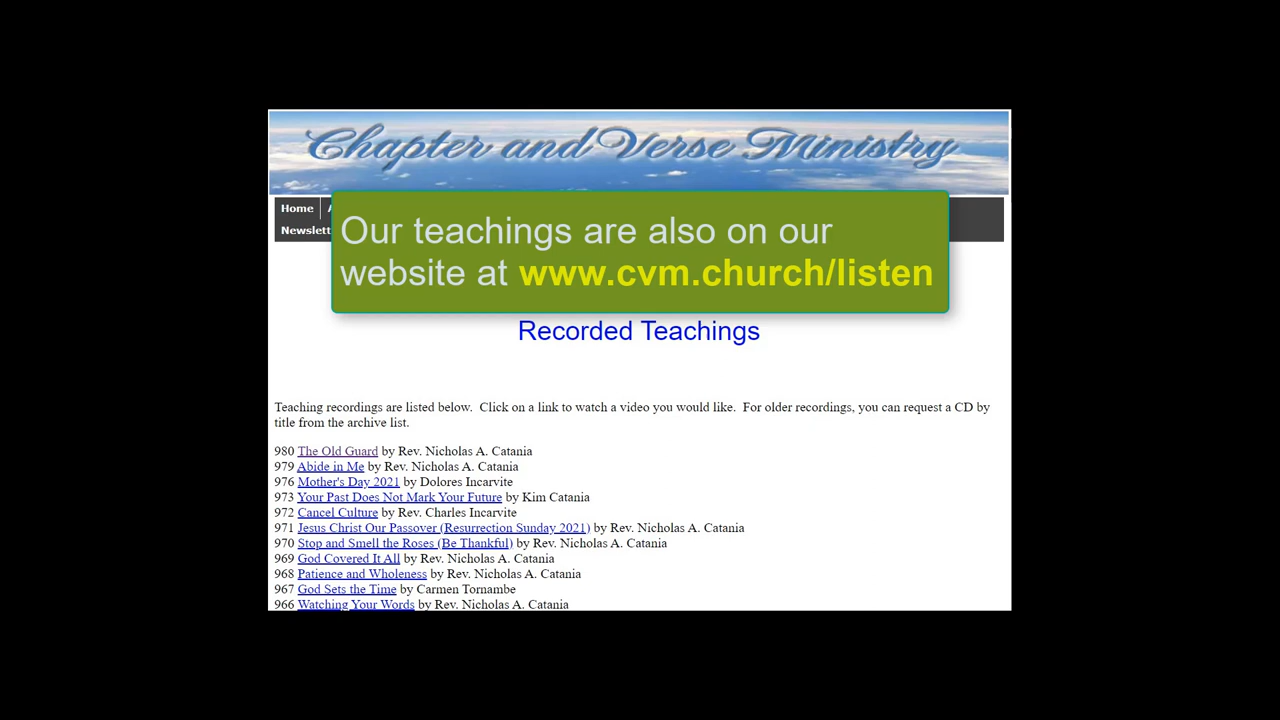 Chapter and Verse Ministry
Home
Newslett
Our teachings are also on our
website at www.cvm.church/listen
Recorded Teachings
Teaching recordings are listed below.  Click on a link to watch a video you would like.  For older recordings, you can request a CD by
title from the archive list.
980 The Old Guard by Rev. Nicholas A. Catania
979 Abide in Me by Rev. Nicholas A. Catania
976 Mother's Day 2021 by Dolores Incarvite
973 Your Past Does Not Mark Your Future by Kim Catania
972 Cancel Culture by Rev. Charles Incarvite
971 Jesus Christ Our Passover (Resurrection Sunday 2021) by Rev. Nicholas A. Catania
970 Stop and Smell the Roses (Be Thankful) by Rev. Nicholas A. Catania
969 God Covered It All by Rev. Nicholas A. Catania
968 Patience and Wholeness by Rev. Nicholas A. Catania
967 God Sets the Time by Carmen Tornambe
966 Watching Your Words by Rev. Nicholas A. Catania